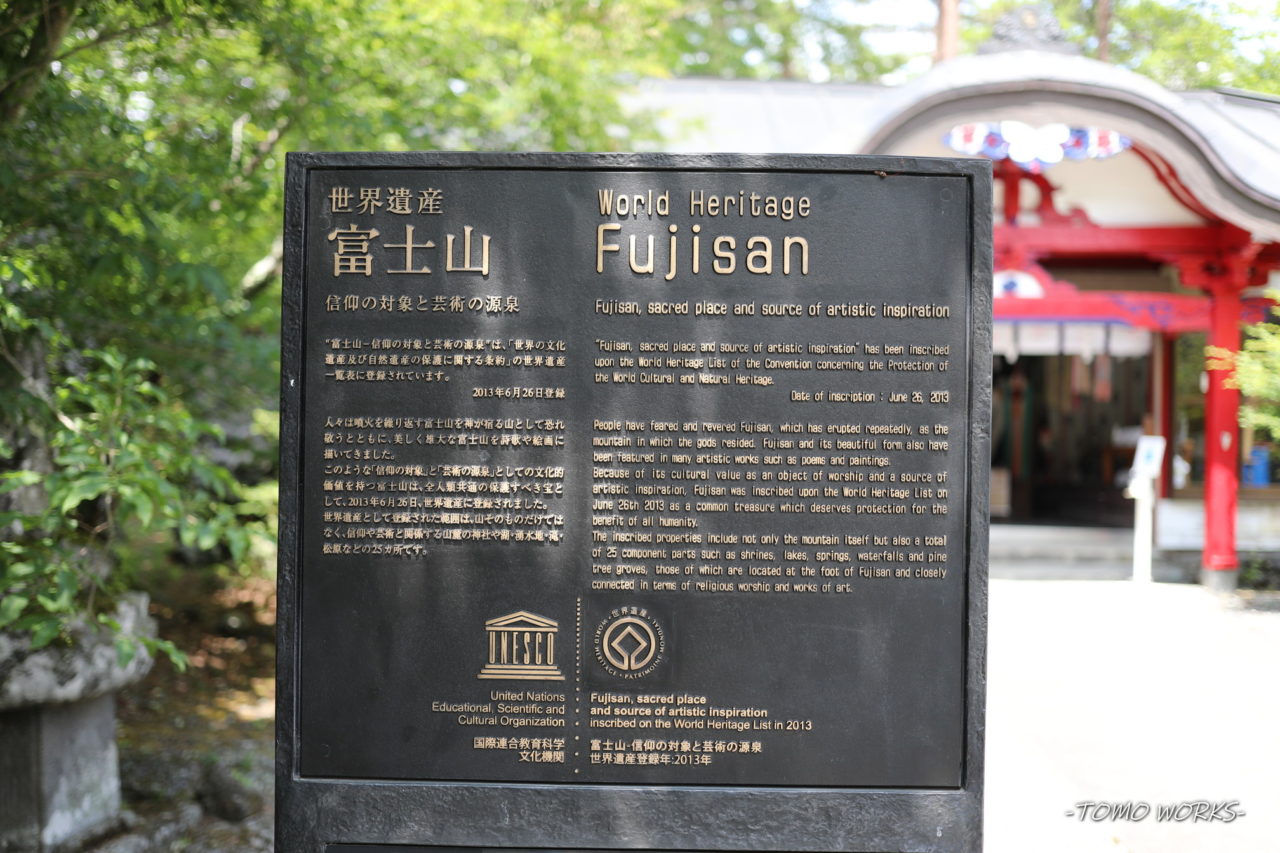 世界遺産
富士山
信仰の対象と芸術の源泉
"富士山−信仰の対象と芸術の源泉"は、「世界の文化
遺産及び自然遺産の保護に関する条約」の世界遺産
一覧表に登録されています。
2013年6月26日登録
人々は噴火を繰り返す富士山を神が宿る山として恐れ
敬うとともに、美しく雄大な富士山を詩歌や絵画に
描いてきました。
このような「信仰の対象」と「芸術の源泉」としての文化的
価値を持つ富士山は、全人類共通の保護すべき宝と
して、2013年6月26日、世界遺産に登録されました。
世界遺産として登録された範囲は、山そのものだけでは
なく、信仰や芸術と関係する山麓の神社や湖・湧水地・滝・
松原などの25カ所です。
World Heritage
Fujisan
Fujisan, sacred place and source of artistic inspiration
"Fujisan, sacred place and source of artistic inspiration" has been inscribed
upon the World Heritage List of the Convention concerning the Protection of
the World Cultural and Natural Heritage.
Date of inscription : June 26, 2013
People have feared and revered Fujisan, which has erupted repeatedly, as the
mountain in which the gods resided. Fujisan and its beautiful form also have
been featured in many artistic works such as poems and paintings.
Because of its cultural value as an object of worship and a source of
artistic inspiration, Fujisan was inscribed upon the World Heritage List on
June 26th 2013 as a common treasure which deserves protection for the
benefit of all humanity.
The inscribed properties include not only the mountain itself but also a total
of 25 component parts such as shrines, lakes, springs, waterfalls and pine
tree groves, those of which are located at the foot of Fujisan and closely
connected in terms of religious worship and works of art.
UNESCO
United Nations
Educational, Scientific and
Cultural Organization
国際連合教育科学
文化機関
・世界遺産・WORLD HERITAGE・PATRIMOINE MONDIAL
Fujisan, sacred place
and source of artistic inspiration
inscribed on the World Heritage List in 2013
富士山-信仰の対象と芸術の源泉
世界遺産登録年:2013年
-TOMO WORKS-